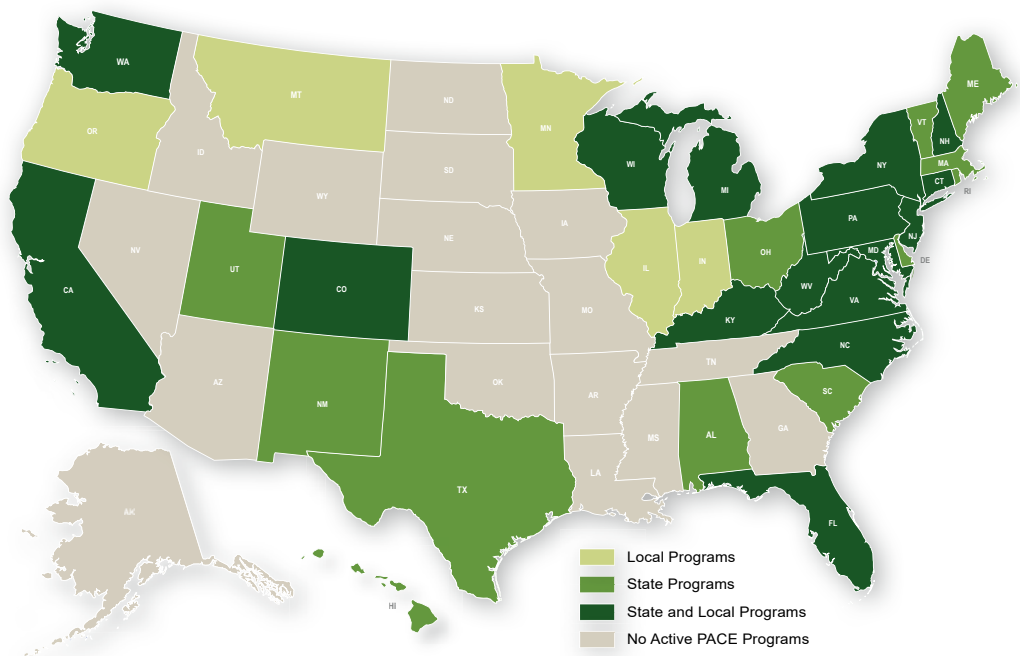 WA
ME
MT
ND
VT
MN
OR
NH
ID
WI
NY
MA
SD
CT
MI
RI
WY
PA
IA
NJ
NE
NV
MD
DE
OH
UT
IL
IN
WV
CA
CO
VA
KS
MO
KY
NC
TN
AZ
OK
NM
AR
SC
GA
AL
MS
LA
TX
AK
FL
HI
Local Programs
State Programs
State and Local Programs
No Active PACE Programs